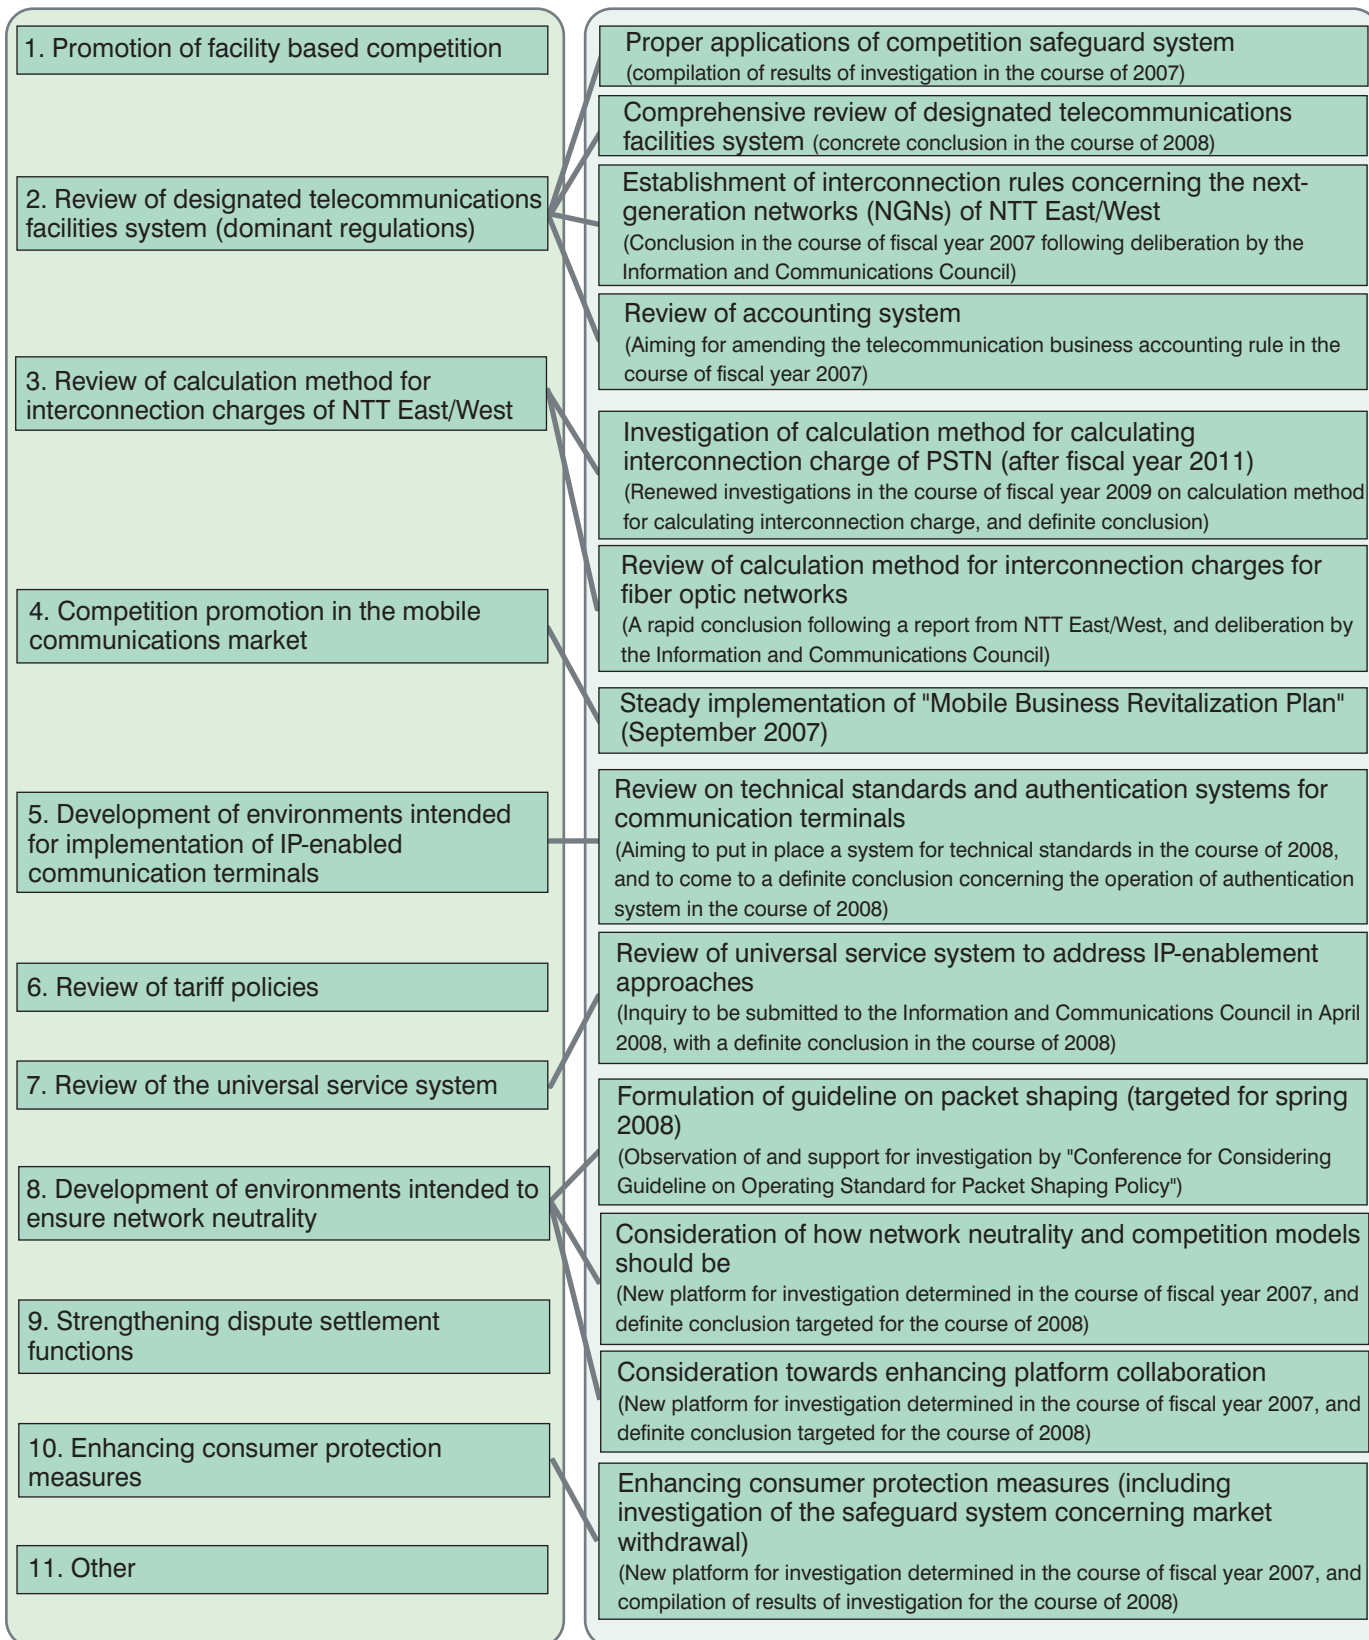 1. Promotion of facility based competition
2. Review of designated telecommunications
facilities system (dominant regulations)
3. Review of calculation method for
interconnection charges of NTT East/West
4. Competition promotion in the mobile
communications market
5. Development of environments intended
for implementation of IP-enabled
communication terminals
6. Review of tariff policies
7. Review of the universal service system
8. Development of environments intended to
ensure network neutrality
9. Strengthening dispute settlement
functions
10. Enhancing consumer protection
measures
11. Other
Proper applications of competition safeguard system
(compilation of results of investigation in the course of 2007)
Comprehensive review of designated telecommunications
facilities system (concrete conclusion in the course of 2008)
Establishment of interconnection rules concerning the next-
generation networks (NGNs) of NTT East/West
(Conclusion in the course of fiscal year 2007 following deliberation by the
Information and Communications Council)
Review of accounting system
(Aiming for amending the telecommunication business accounting rule in the
course of fiscal year 2007)
Investigation of calculation method for calculating
interconnection charge of PSTN (after fiscal year 2011)
(Renewed investigations in the course of fiscal year 2009 on calculation method
for calculating interconnection charge, and definite conclusion)
Review of calculation method for interconnection charges for
fiber optic networks
(A rapid conclusion following a report from NTT East/West, and deliberation by
the Information and Communications Council)
Steady implementation of "Mobile Business Revitalization Plan"
(September 2007)
Review on technical standards and authentication systems for
communication terminals
(Aiming to put in place a system for technical standards in the course of 2008,
and to come to a definite conclusion concerning the operation of authentication
system in the course of 2008)
Review of universal service system to address IP-enablement
approaches
(Inquiry to be submitted to the Information and Communications Council in April
2008, with a definite conclusion in the course of 2008)
Formulation of guideline on packet shaping (targeted for spring
2008)
(Observation of and support for investigation by "Conference for Considering
Guideline on Operating Standard for Packet Shaping Policy")
Consideration of how network neutrality and competition models
should be
(New platform for investigation determined in the course of fiscal year 2007, and
definite conclusion targeted for the course of 2008)
Consideration towards enhancing platform collaboration
(New platform for investigation determined in the course of fiscal year 2007, and
definite conclusion targeted for the course of 2008)
Enhancing consumer protection measures (including
investigation of the safeguard system concerning market
withdrawal)
(New platform for investigation determined in the course of fiscal year 2007, and
compilation of results of investigation for the course of 2008)